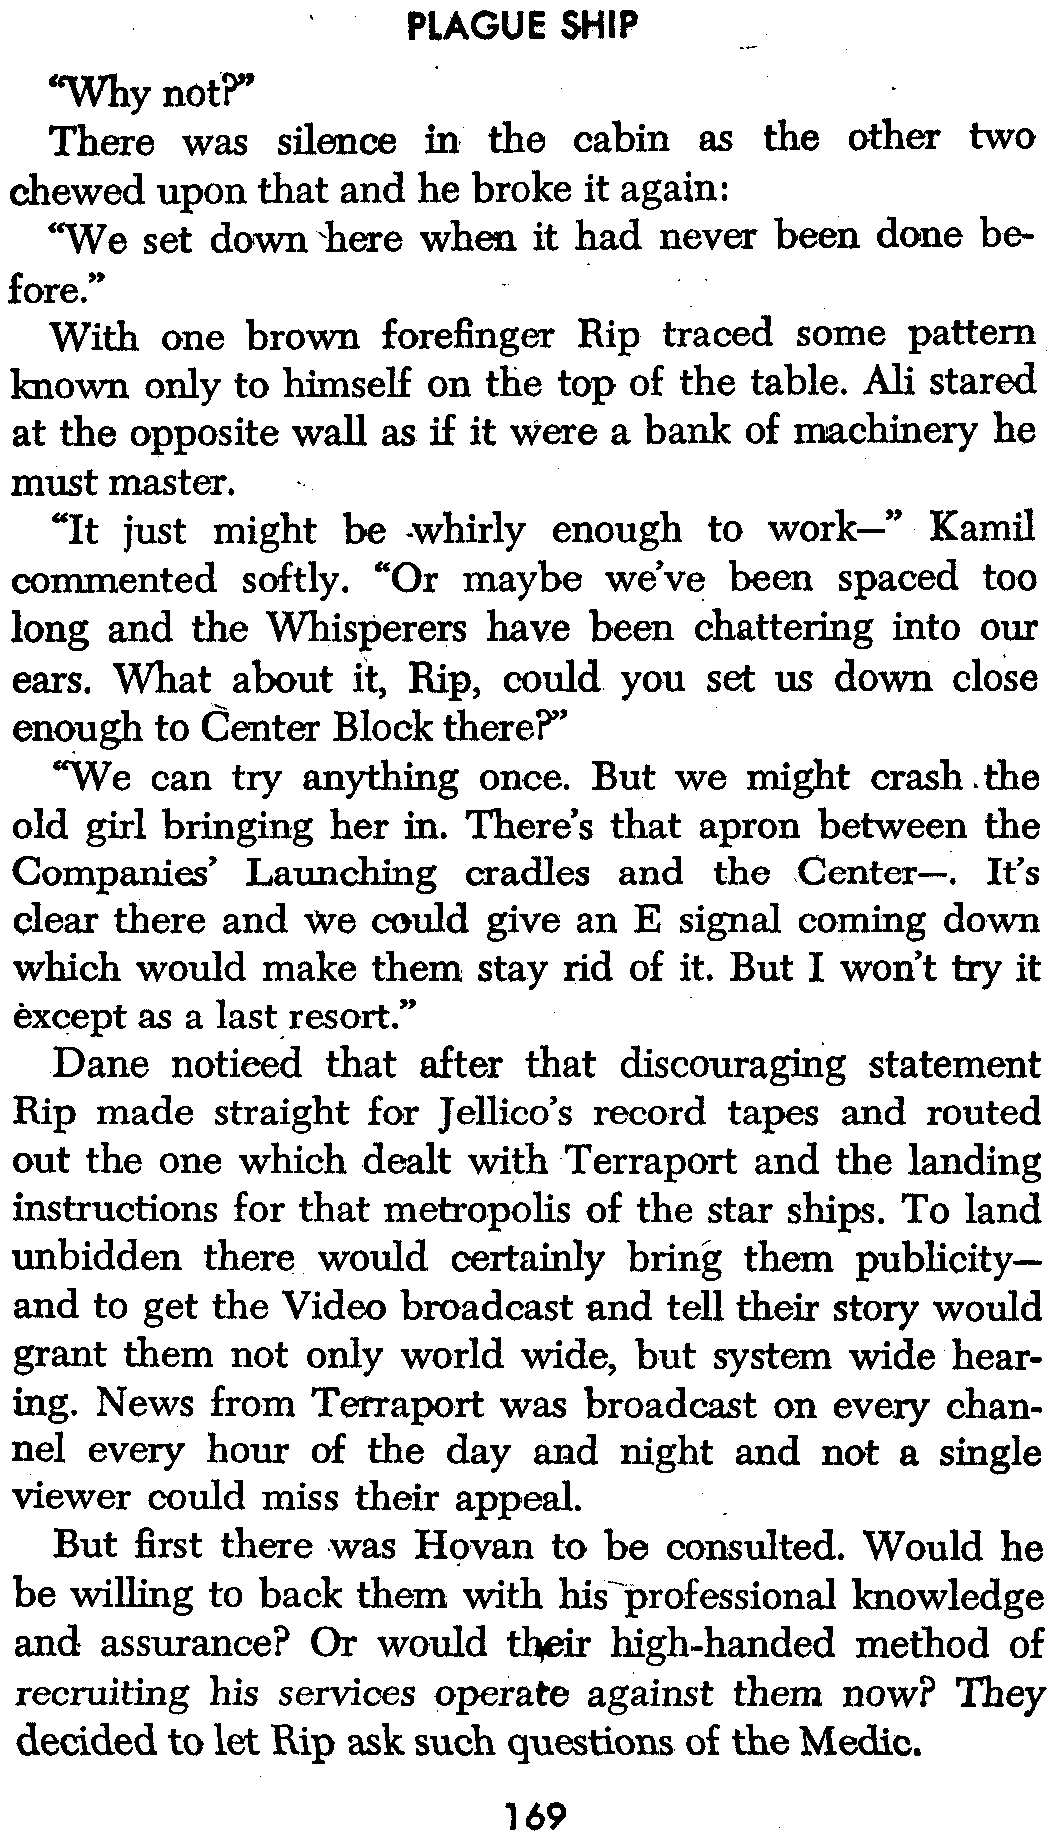 PLAGUE SHIP
“Why not?”
There was silence in the cabin as the other two
chewed upon that and he broke it again:
“We set down here when it had never been done be-
fore.”
With one brown forefinger Rip traced some pattern
known only to himself on the top of the table. Ali stared
at the opposite wall as if it were a bank of machinery he
must master.
“It just might be whirly enough to work—” Kamil
commented softly. “Or maybe we’ve been spaced too
long and the Whisperers have been chattering into our
ears. What about it, Rip, could you set us down close
enough to Center Block there?”
“We can try anything once. But we might crash the
old girl bringing her in. There’s that apron between the
Companies’ Launching cradles and the Center—. It’s
clear there and we could give an E signal coming down
which would make them stay rid of it. But I won’t try it
except as a last resort.”
Dane noticed that after that discouraging statement
Rip made straight for Jellico’s record tapes and routed
out the one which dealt with Terraport and the landing
instructions for that metropolis of the star ships. To land
unbidden there would certainly bring them publicity—
and to get the Video broadcast and tell their story would
grant them not only world wide, but system wide hear-
ing. News from Terraport was broadcast on every chan-
nel every hour of the day and night and not a single
viewer could miss their appeal.
But first there was Hovan to be consulted. Would he
be willing to back them with his professional knowledge
and assurance? Or would their high-handed method of
recruiting his services operate against them now? They
decided to let Rip ask such questions of the Medic.
169